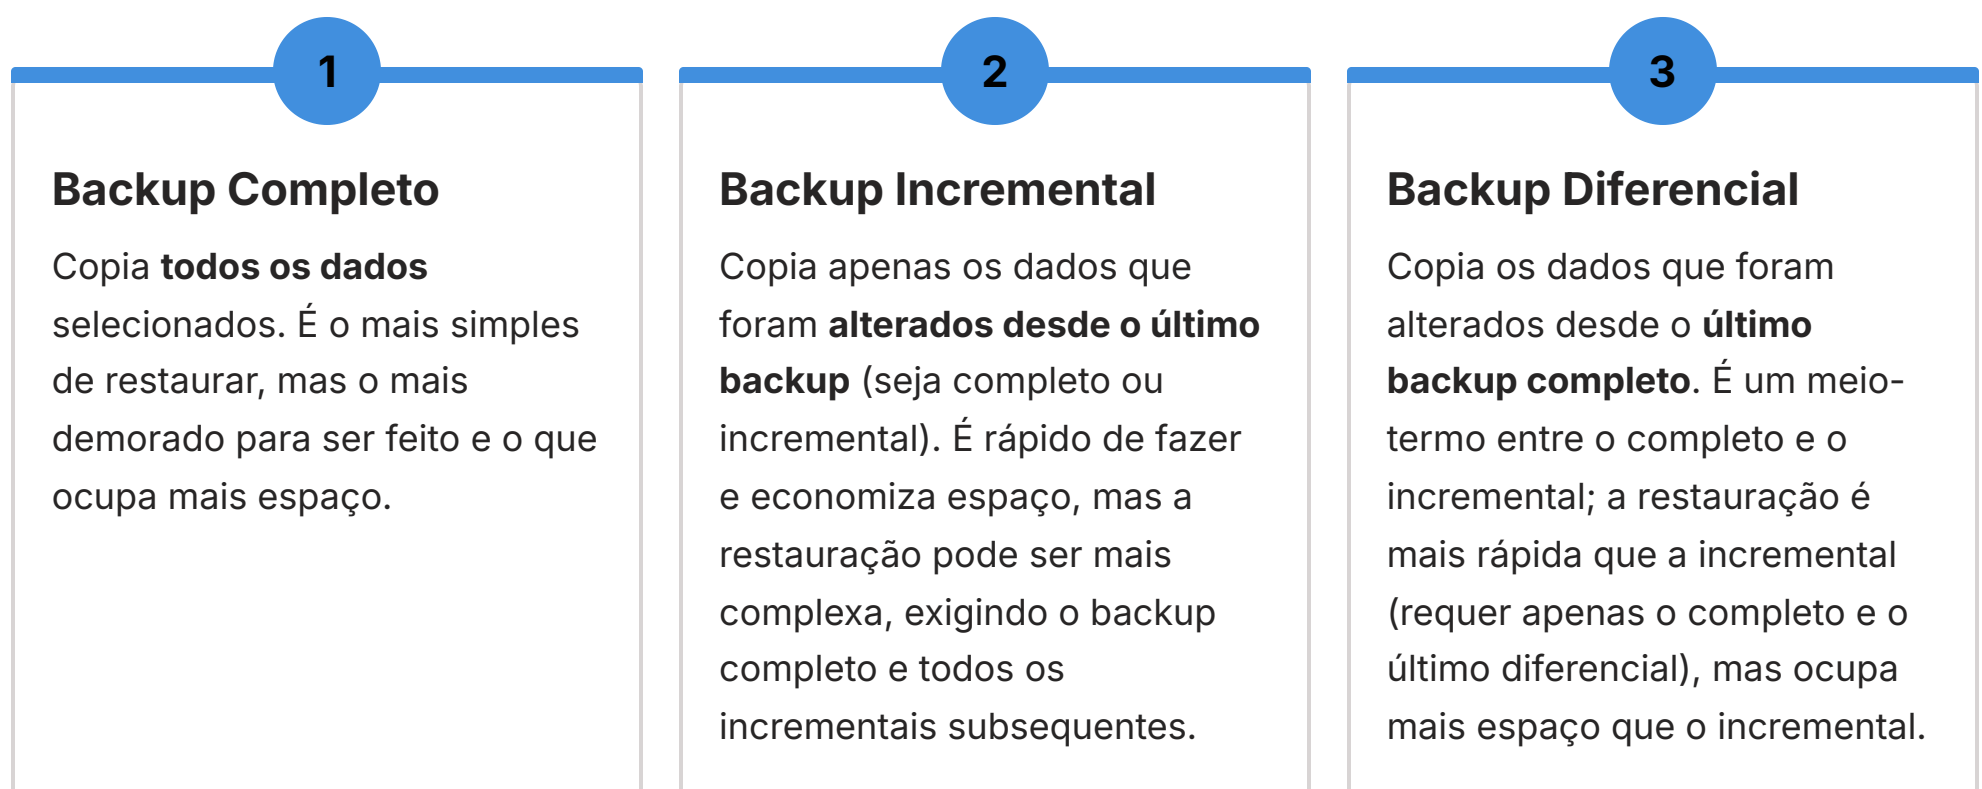 1
Backup Completo
Copia todos os dados
selecionados. É o mais simples
de restaurar, mas o mais
demorado para ser feito e o que
ocupa mais espaço.
2
Backup Incremental
Copia apenas os dados que
foram alterados desde o último
backup (seja completo ou
incremental). É rápido de fazer
e economiza espaço, mas a
restauração pode ser mais
complexa, exigindo o backup
completo e todos os
incrementais subsequentes.
3
Backup Diferencial
Copia os dados que foram
alterados desde o último
backup completo. É um meio-
termo entre o completo e o
incremental; a restauração é
mais rápida que a incremental
(requer apenas o completo e o
último diferencial), mas ocupa
mais espaço que o incremental.